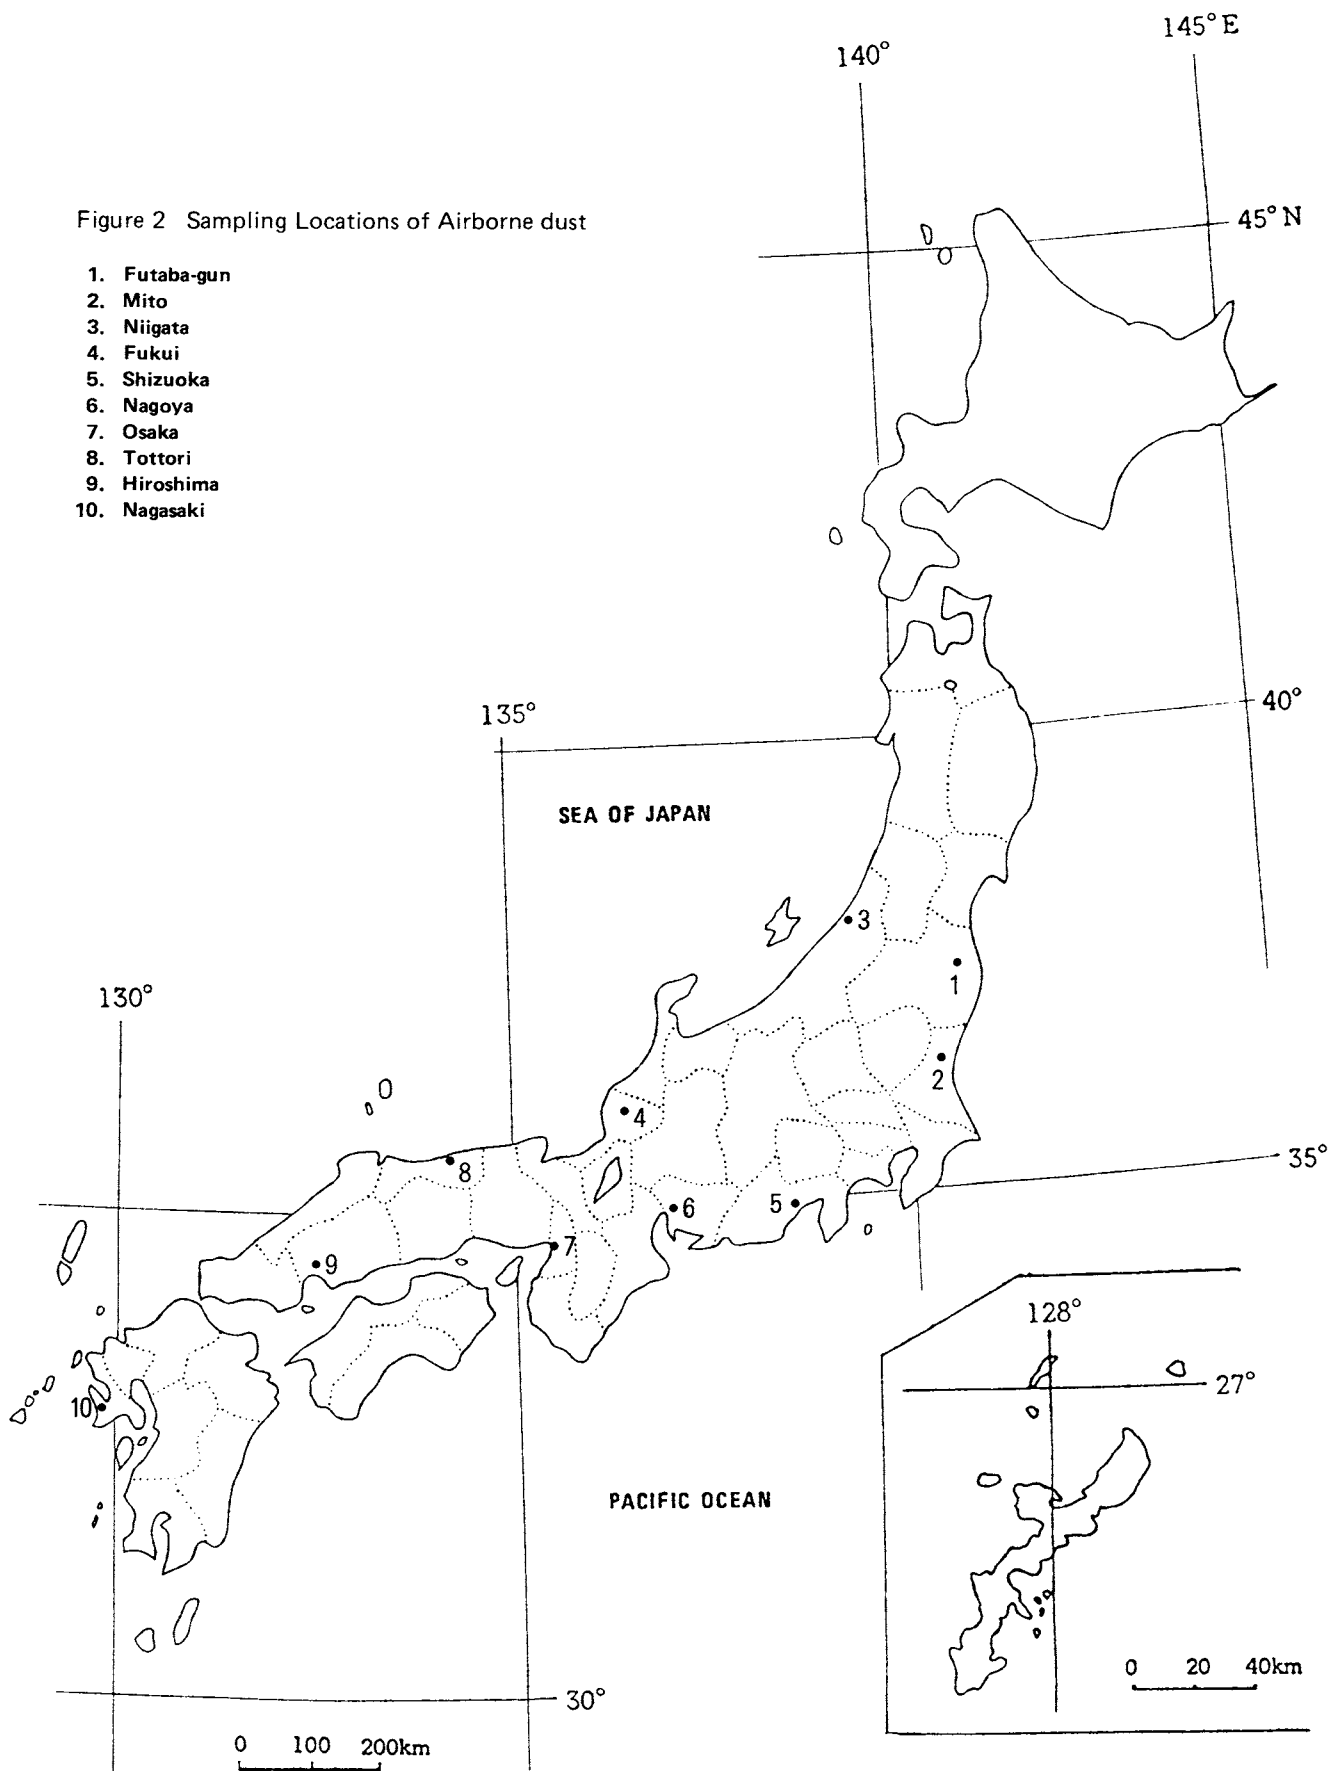 145° E
140°
Figure 2 Sampling Locations of Airborne dust
45° N
1. Futaba-gun
2. Mito
3. Niigata
4. Fukui
5. Shizuoka
6. Nagoya
7. Osaka
8. Tottori
9. Hiroshima
10. Nagasaki
40°
135°
SEA OF JAPAN
3
1
130°
2
4
35°
8
6
5
7
9
128°
27°
10
PACIFIC OCEAN
0 20 40km
30°
0 100 200km